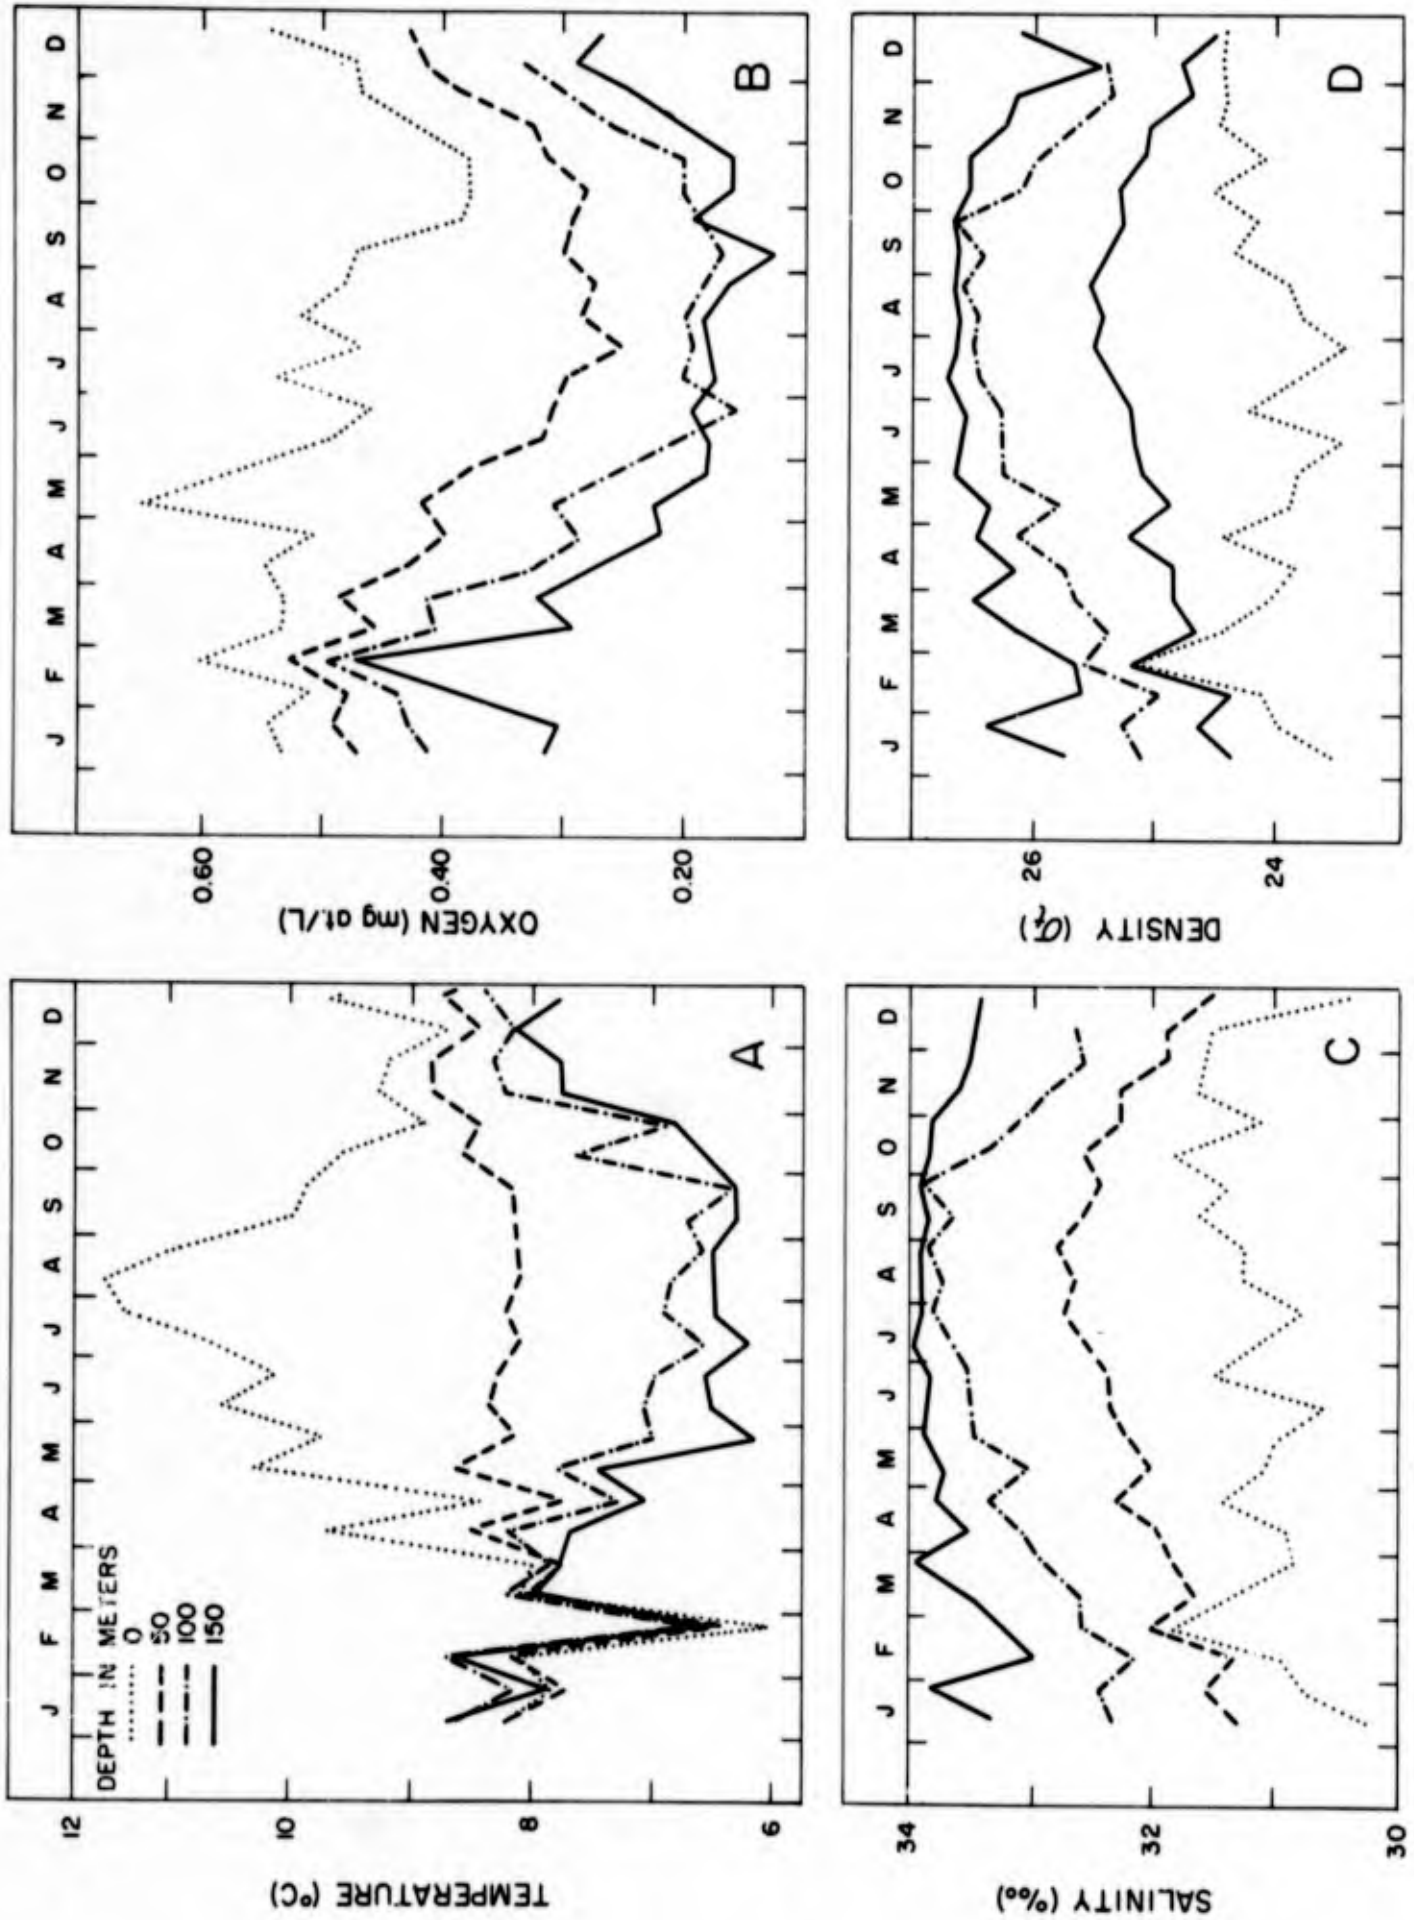 J F M A M J J A S O N D
DEPTH IN METERS
0
50
100
150
12
10
8
6
TEMPERATURE (°C)
A
J F M A M J J A S O N D
0.60
0.40
0.20
OXYGEN (mg at./L)
B
J F M A M J J A S O N D
34
32
30
SALINITY (‰)
C
J F M A M J J A S O N D
26
24
DENSITY (σt)
D